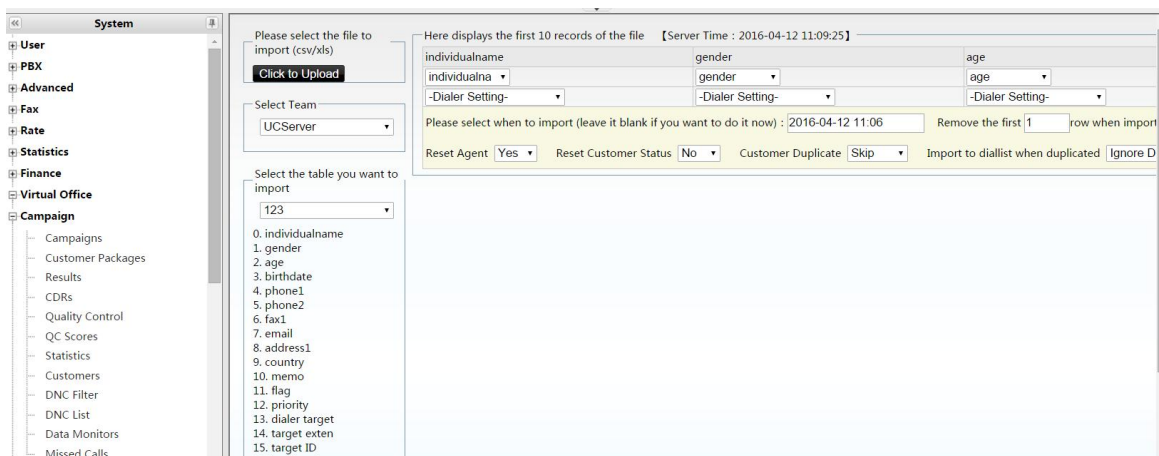 System
User
PBX
Advanced
Fax
Rate
Statistics
Finance
Virtual Office
Campaign
Campaigns
Customer Packages
Results
CDRs
Quality Control
QC Scores
Statistics
Customers
DNC Filter
DNC List
Data Monitors
Missed Calls
Please select the file to
import (csv/xls)
Click to Upload
Select Team
UCServer
Select the table you want to
import
123
0. individualname
1. gender
2. age
3. birthdate
4. phone1
5. phone2
6. fax1
7. email
8. address1
9. country
10. memo
11. flag
12. priority
13. dialer target
14. target exten
15. target ID
Here displays the first 10 records of the file 【Server Time : 2016-04-12 11:09:25】
individualname gender age
individualna gender age
-Dialer Setting- -Dialer Setting- -Dialer Setting-
Please select when to import (leave it blank if you want to do it now) : 2016-04-12 11:06 Remove the first 1 row when import
Reset Agent Yes Reset Customer Status No Customer Duplicate Skip Import to diallist when duplicated Ignore D